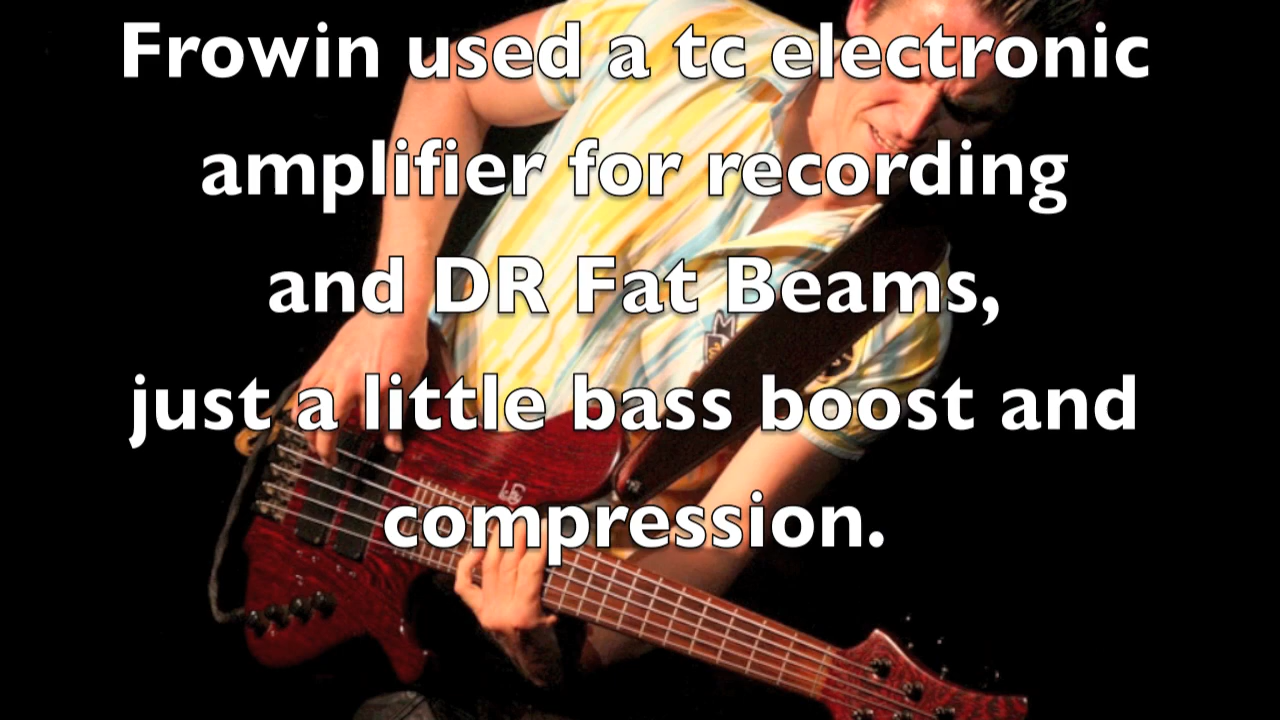 Frowin used a tc electronic
amplifier for recording
and DR Fat Beams,
just a little bass boost and
compression.